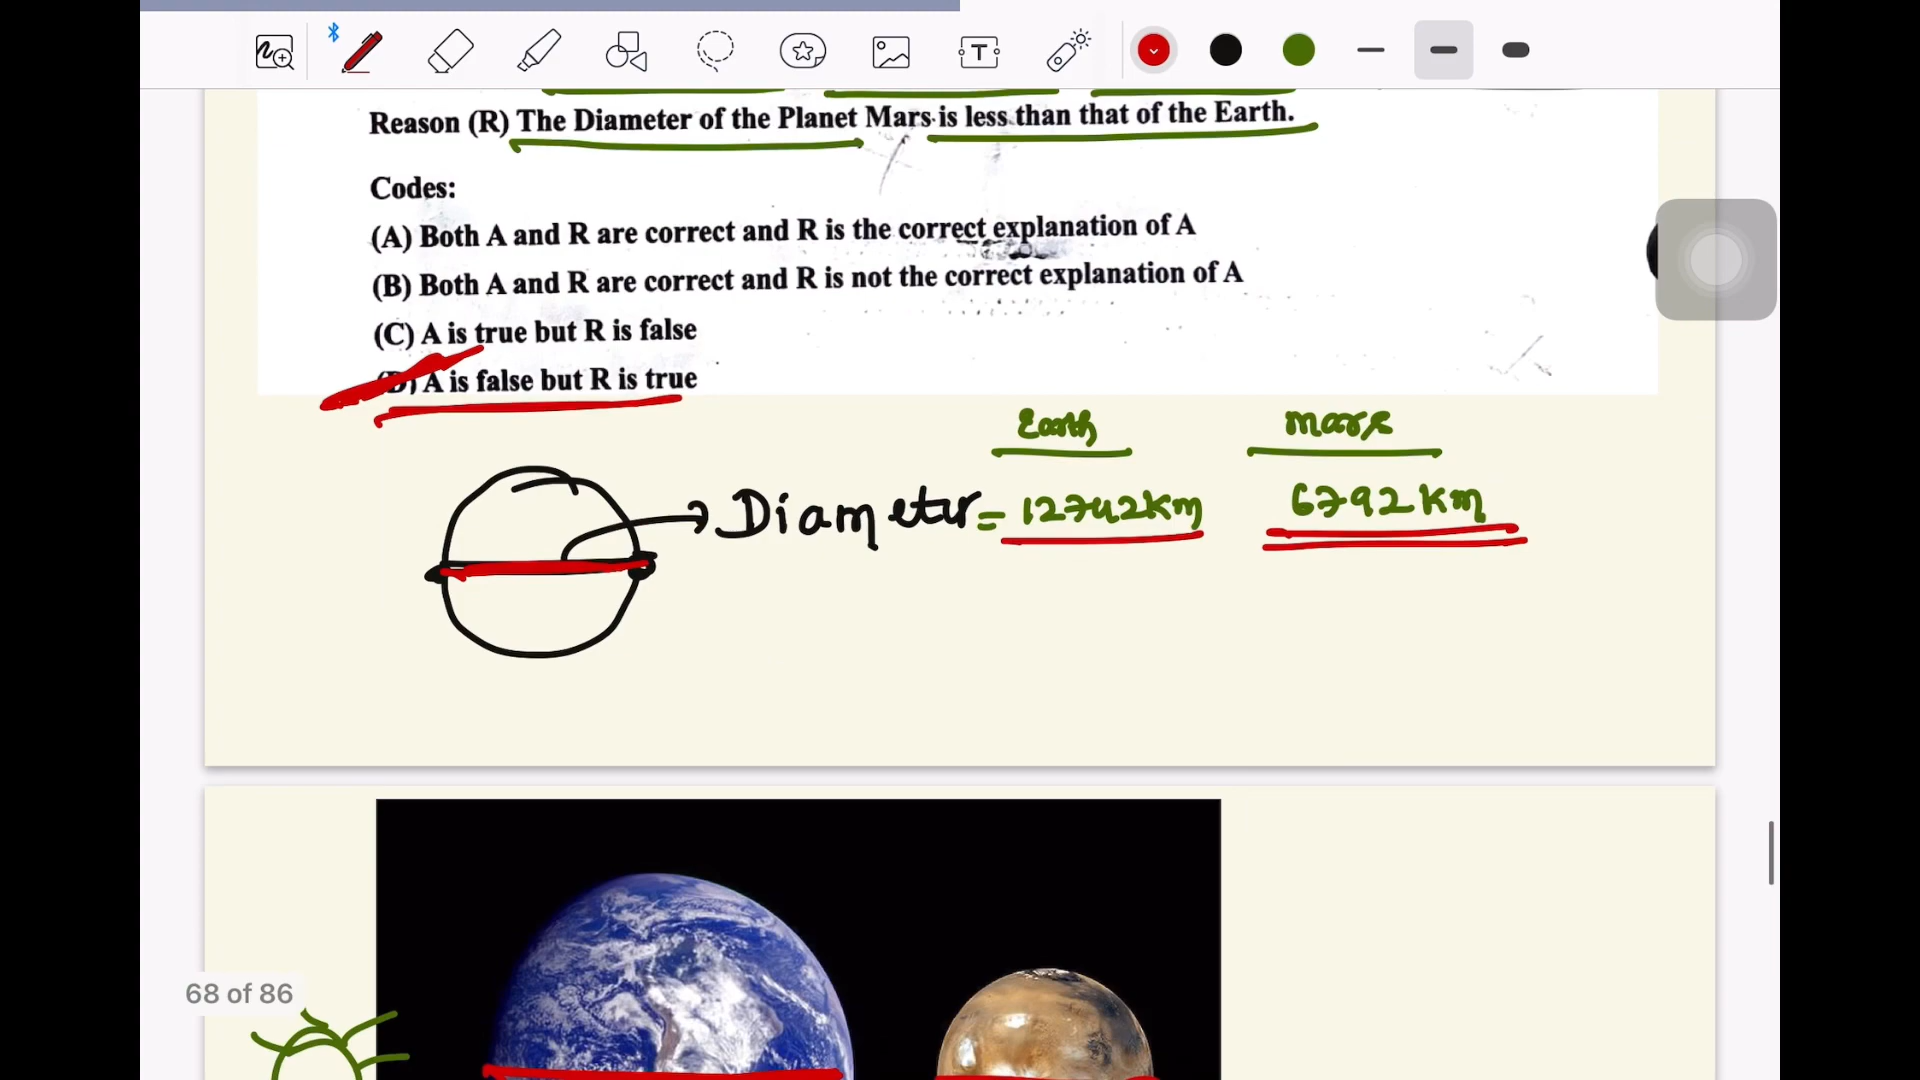 T
Reason (R) The Diameter of the Planet Mars is less than that of the Earth.
Codes:
(A) Both A and R are correct and R is the correct explanation of A
(B) Both A and R are correct and R is not the correct explanation of A
(C) A is true but R is false
(D) A is false but R is true
Earth Mars
Diameter = 12742km 6792km
68 of 86